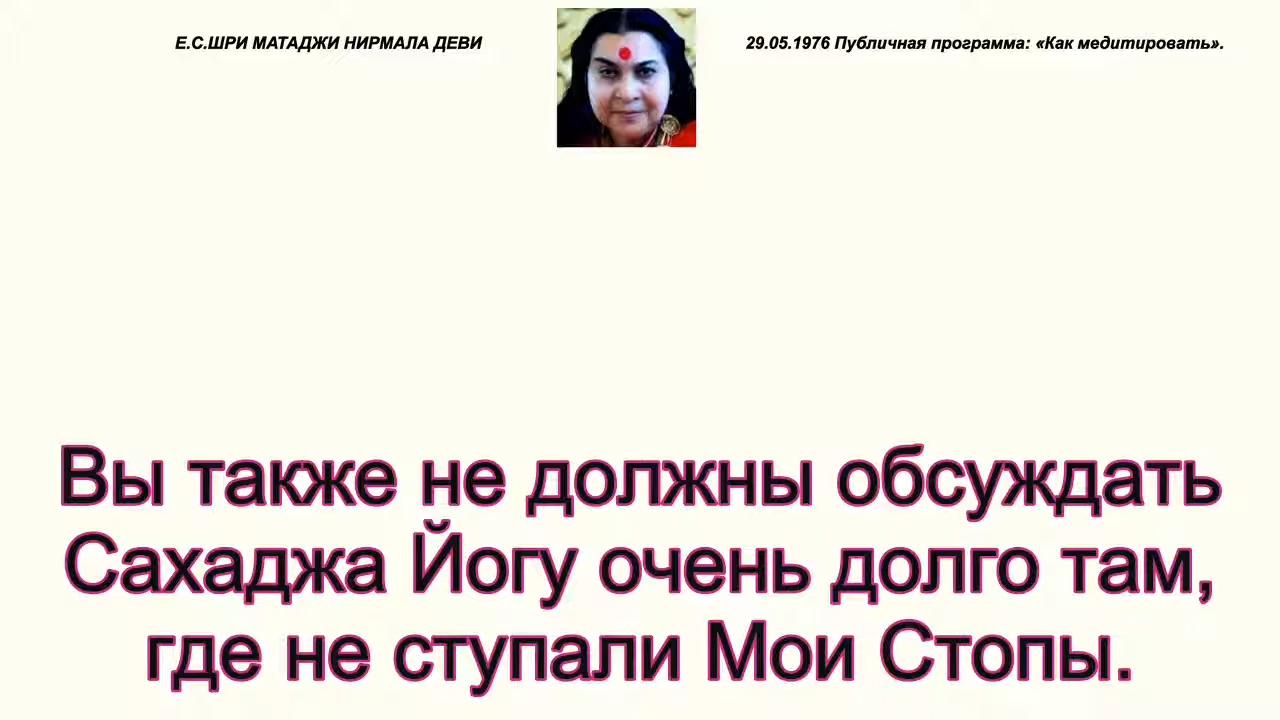 Е.С.ШРИ МАТАДЖИ НИРМАЛА ДЕВИ
29.05.1976 Публичная программа: «Как медитировать».
Вы также не должны обсуждать
Сахаджа Йогу очень долго там,
где не ступали Мои Стопы.